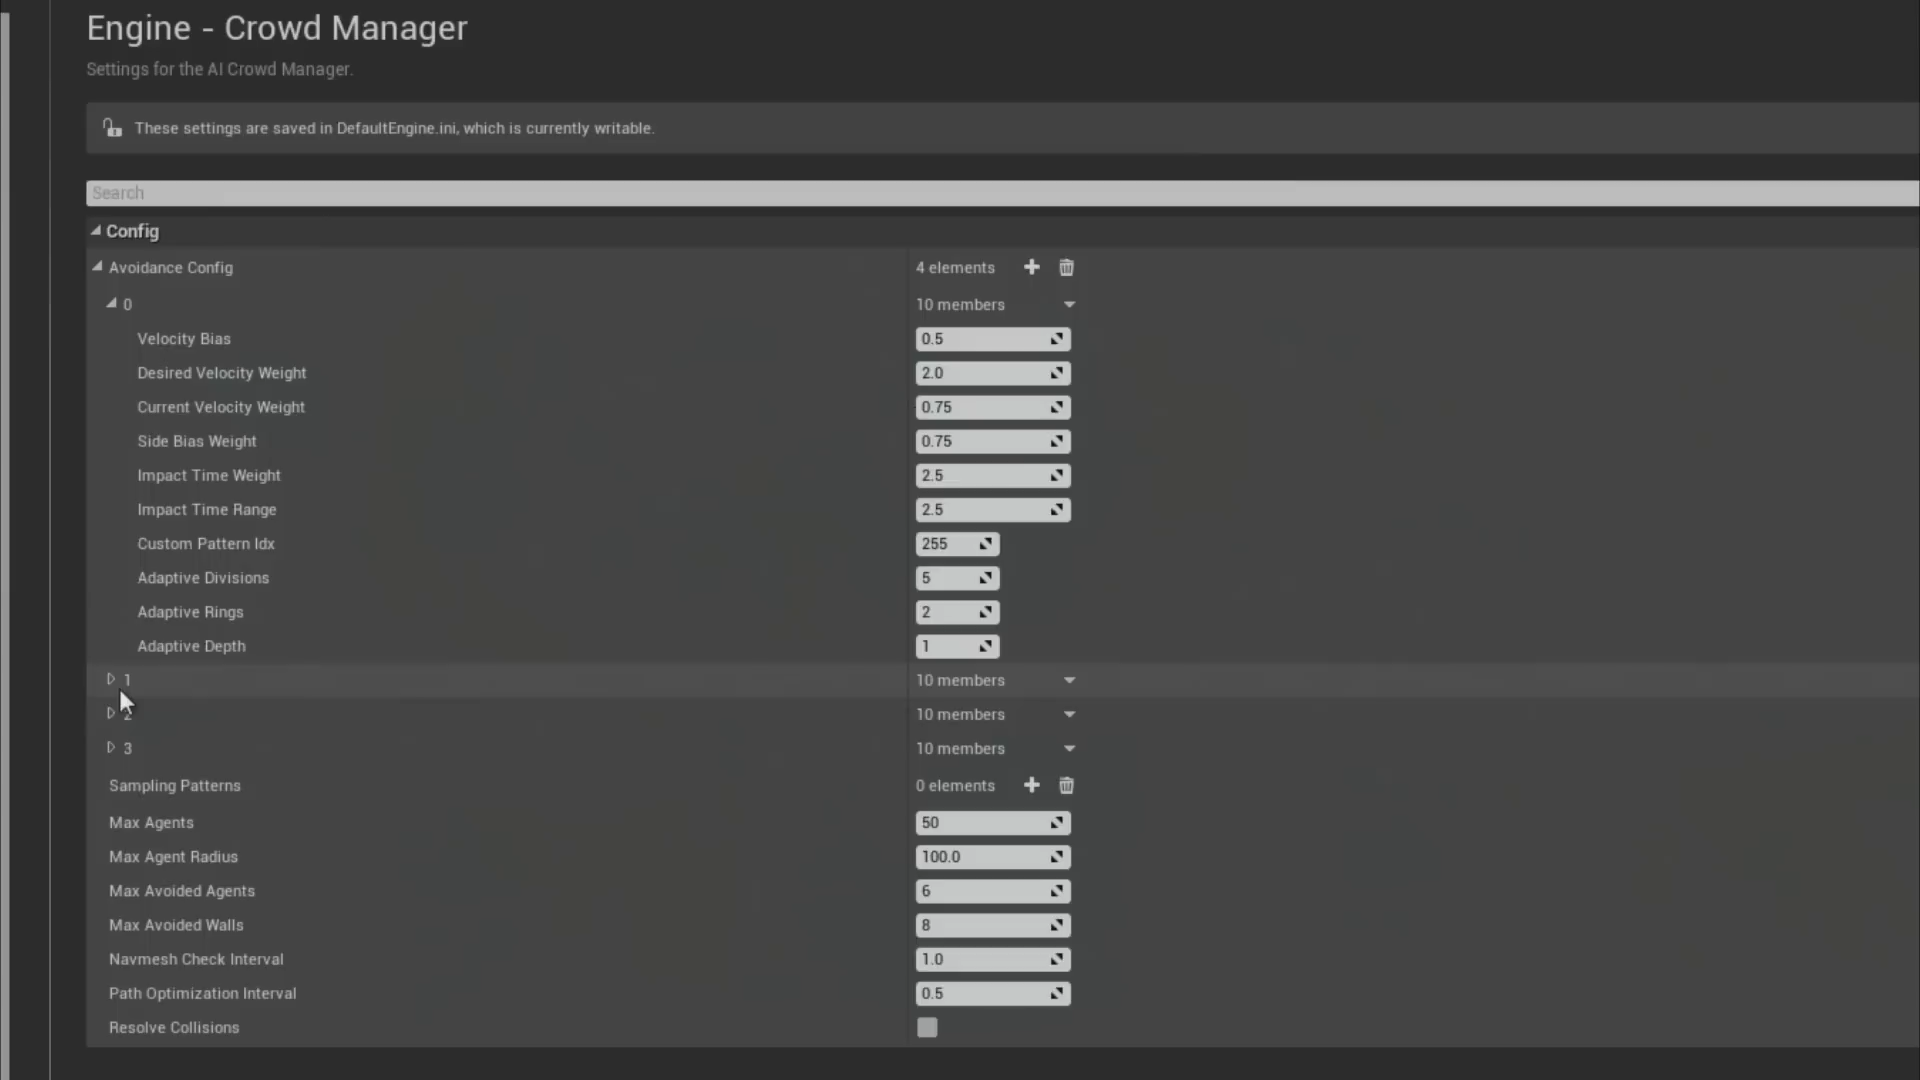 Engine - Crowd Manager
Settings for the AI Crowd Manager.
These settings are saved in DefaultEngine.ini, which is currently writable.
Search
Config
Avoidance Config 4 elements
0 10 members
Velocity Bias 0.5
Desired Velocity Weight 2.0
Current Velocity Weight 0.75
Side Bias Weight 0.75
Impact Time Weight 2.5
Impact Time Range 2.5
Custom Pattern Idx 255
Adaptive Divisions 5
Adaptive Rings 2
Adaptive Depth 1
1 10 members
2 10 members
3 10 members
Sampling Patterns 0 elements
Max Agents 50
Max Agent Radius 100.0
Max Avoided Agents 6
Max Avoided Walls 8
Navmesh Check Interval 1.0
Path Optimization Interval 0.5
Resolve Collisions